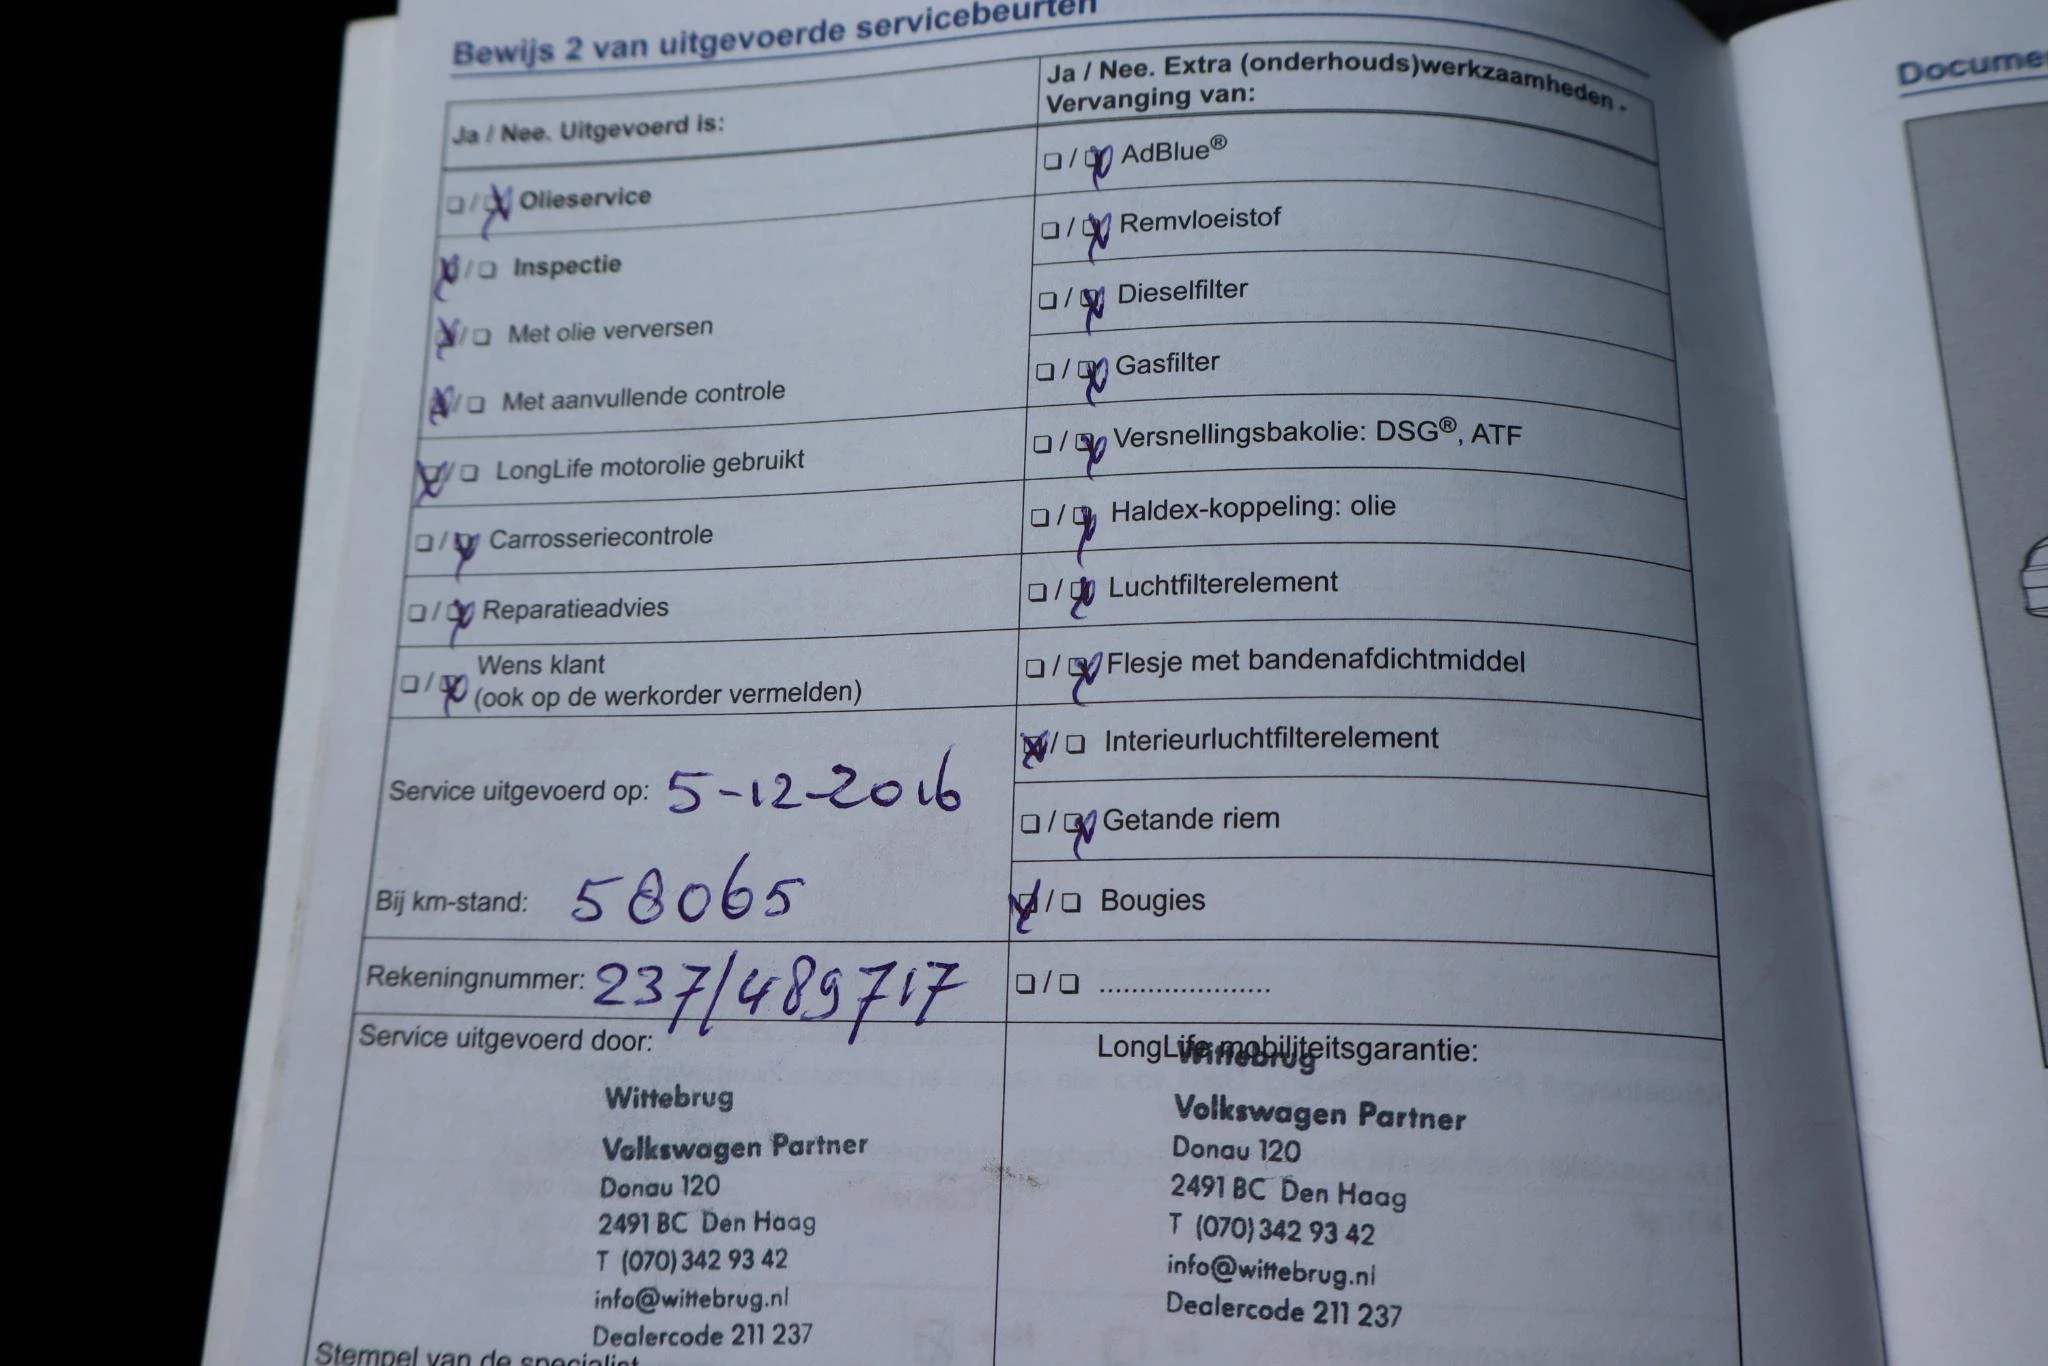 Bewijs 2 van uitgevoerde servicebeurten
Ja / Nee. Uitgevoerd is:
Olieservice
Inspectie
Met olie verversen
Met aanvullende controle
LongLife motorolie gebruikt
Carrosseriecontrole
Reparatieadvies
Wens klant
(ook op de werkorder vermelden)
Service uitgevoerd op: 5-12-2016
Bij km-stand: 58065
Rekeningnummer: 237/489717
Service uitgevoerd door:
Wittebrug
Volkswagen Partner
Donau 120
2491 BC Den Haag
T (070) 342 93 42
info@wittebrug.nl
Dealercode 211 237
Stempel van de specialist
Ja / Nee. Extra (onderhouds)werkzaamheden -
Vervanging van:
AdBlue®
Remvloeistof
Dieselfilter
Gasfilter
Versnellingsbakolie: DSG®, ATF
Haldex-koppeling: olie
Luchtfilterelement
Flesje met bandenafdichtmiddel
Interieurluchtfilterelement
Getande riem
Bougies
.....................
LongLife mobiliteitsgarantie:
Wittebrug
Volkswagen Partner
Donau 120
2491 BC Den Haag
T (070) 342 93 42
info@wittebrug.nl
Dealercode 211 237